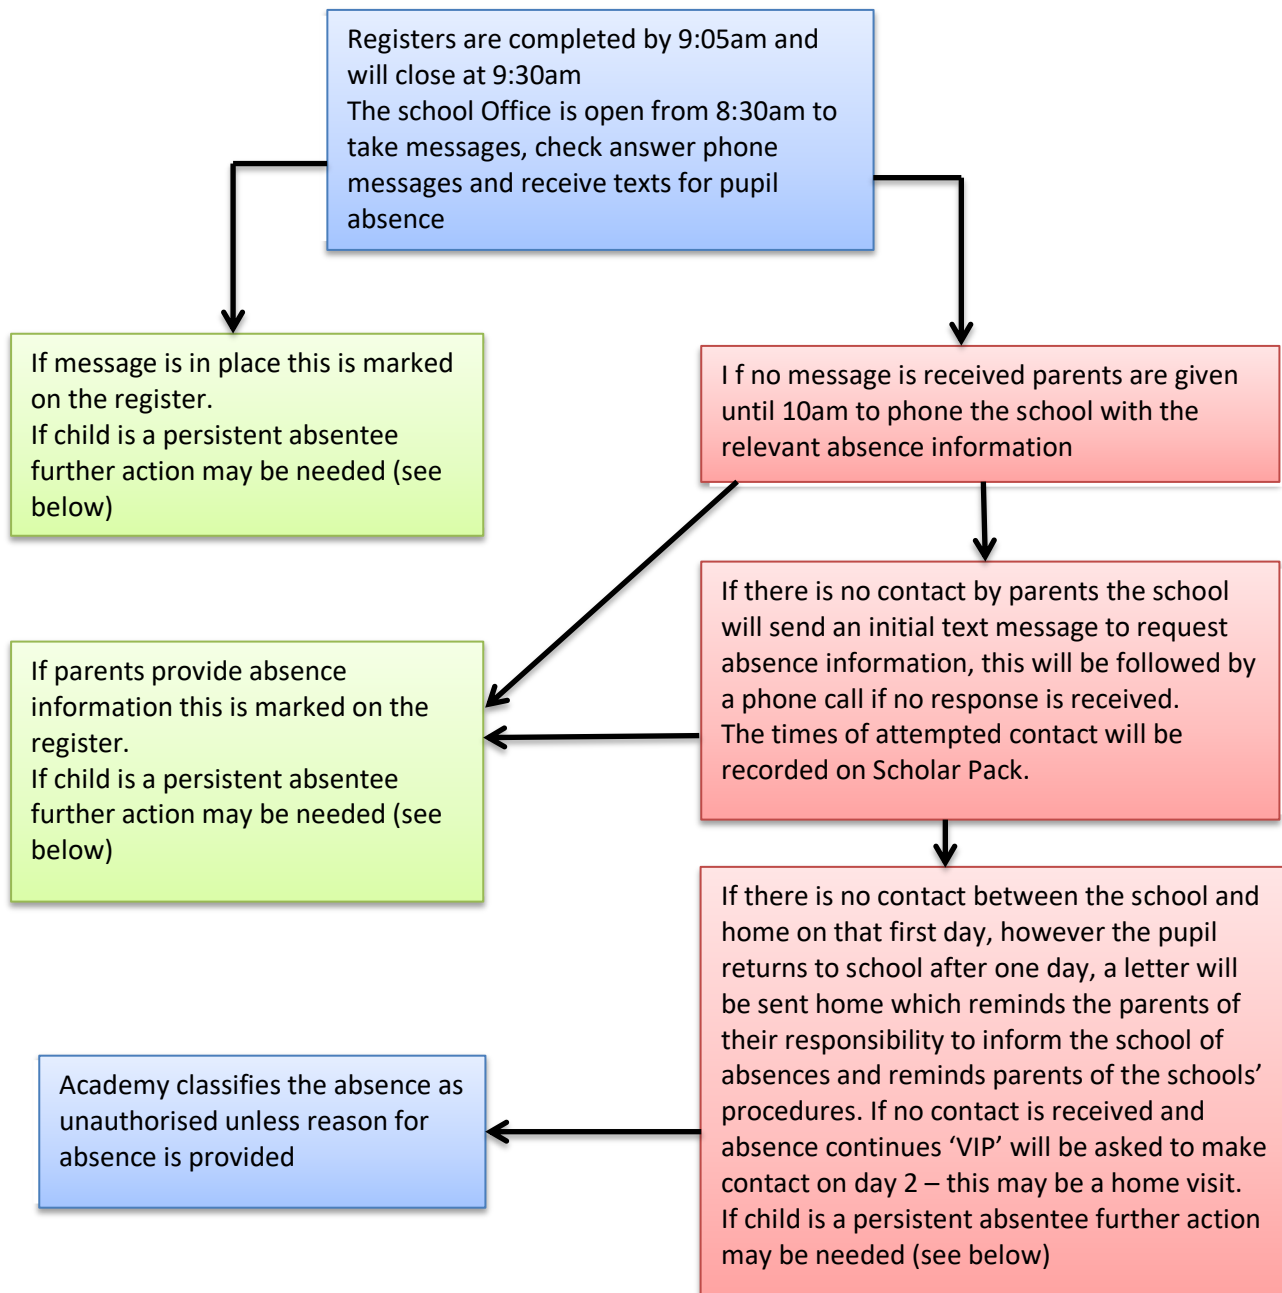 Registers are completed by 9:05am and
will close at 9:30am
The school Office is open from 8:30am to
take messages, check answer phone
messages and receive texts for pupil
absence
If message is in place this is marked
on the register.
If child is a persistent absentee
further action may be needed (see
below)
I f no message is received parents are given
until 10am to phone the school with the
relevant absence information
If there is no contact by parents the school
will send an initial text message to request
absence information, this will be followed by
a phone call if no response is received.
The times of attempted contact will be
recorded on Scholar Pack.
If parents provide absence
information this is marked on the
register.
If child is a persistent absentee
further action may be needed (see
below)
If there is no contact between the school and
home on that first day, however the pupil
returns to school after one day, a letter will
be sent home which reminds the parents of
their responsibility to inform the school of
absences and reminds parents of the schools’
procedures. If no contact is received and
absence continues ‘VIP’ will be asked to make
contact on day 2 – this may be a home visit.
If child is a persistent absentee further action
may be needed (see below)
Academy classifies the absence as
unauthorised unless reason for
absence is provided